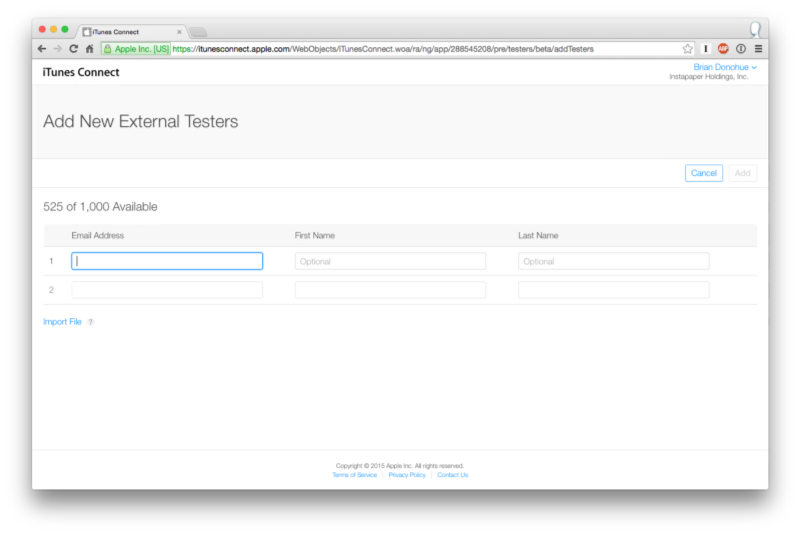 iTunes Connect
Apple Inc. [US] https://itunesconnect.apple.com/WebObjects/iTunesConnect.woa/ra/ng/app/288545208/pre/testers/beta/addTesters
ABP
iTunes Connect
Brian Donohue
Instapaper Holdings, Inc.
Add New External Testers
Cancel Add
525 of 1,000 Available
Email Address First Name Last Name
1 Optional Optional
2
Import File ?
Copyright © 2015 Apple Inc. All rights reserved.
Terms of Service Privacy Policy Contact Us